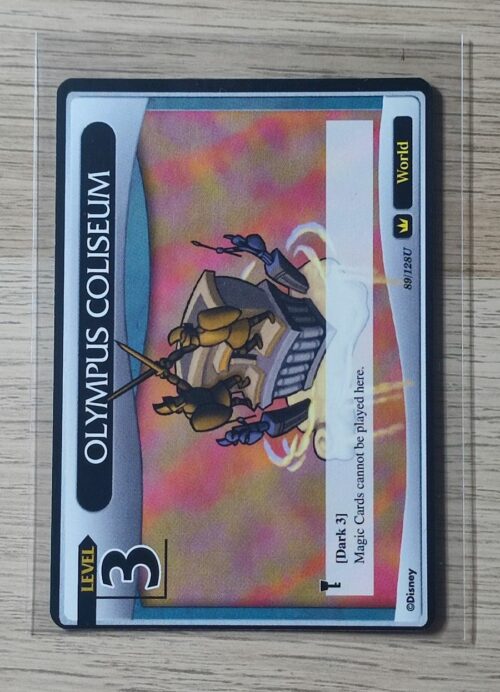 LEVEL
3
OLYMPUS COLISEUM
[Dark 3]
Magic Cards cannot be played here.
©Disney
89/128U
World